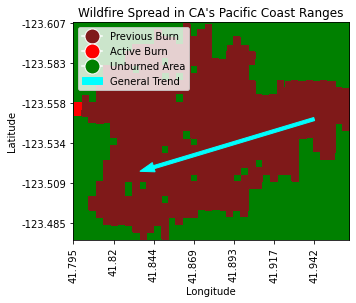 Wildfire Spread in CA's Pacific Coast Ranges
Previous Burn
Active Burn
Unburned Area
General Trend
Latitude
-123.607
-123.583
-123.558
-123.534
-123.509
-123.485
41.795
41.82
41.844
41.869
41.893
41.917
41.942
Longitude